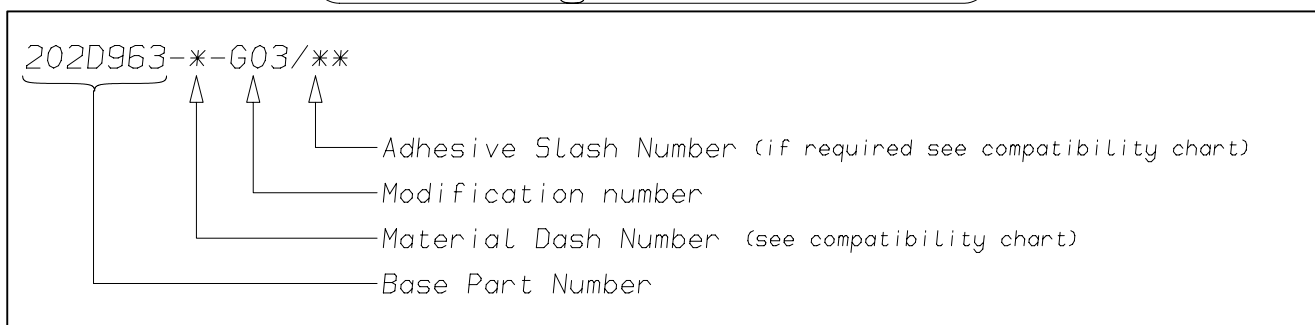 202D963-*-G03/**
Adhesive Slash Number (if required see compatibility chart)
Modification number
Material Dash Number (see compatibility chart)
Base Part Number